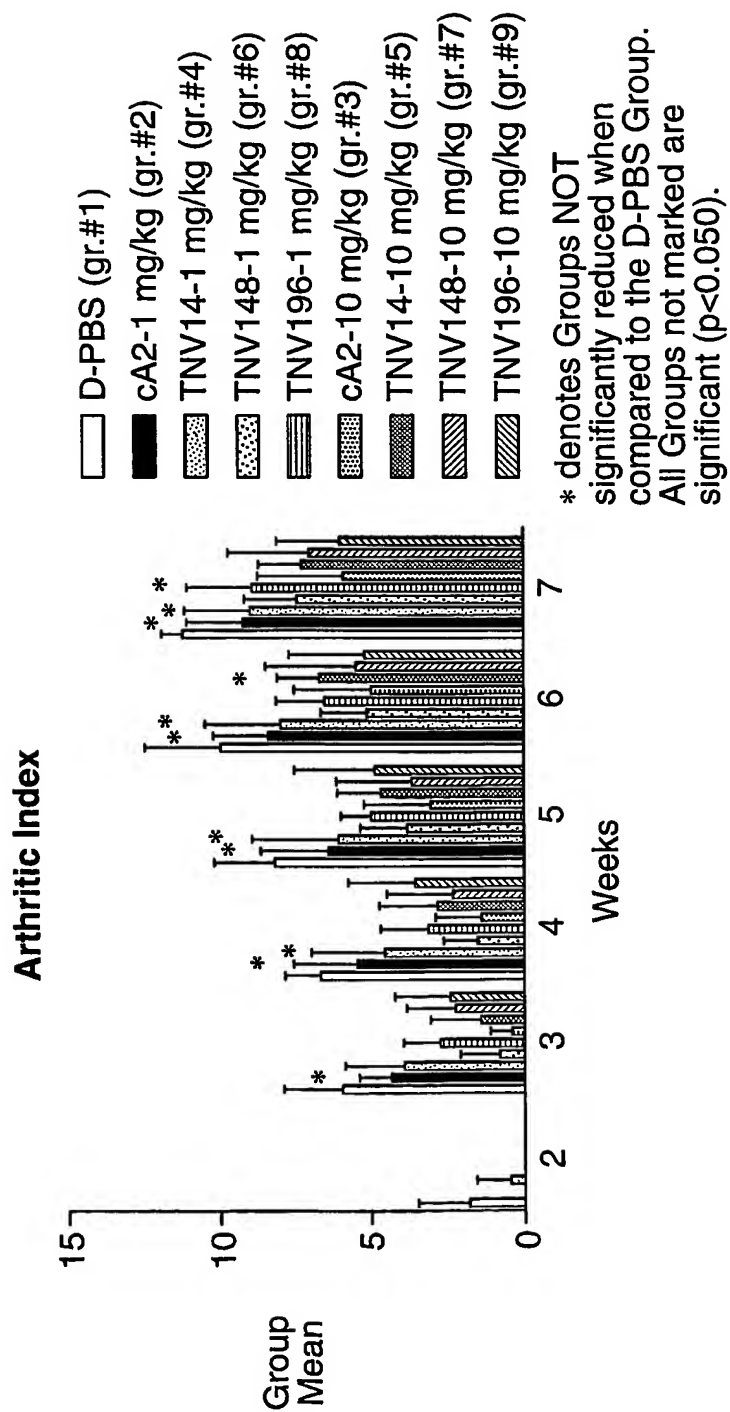 Arthritic Index
Group
Mean
15
10
5
0
* * * * * * * * * * * *
2 3 4 5 6 7
Weeks
D-PBS (gr.#1)
cA2-1 mg/kg (gr.#2)
TNV14-1 mg/kg (gr.#4)
TNV148-1 mg/kg (gr.#6)
TNV196-1 mg/kg (gr.#8)
cA2-10 mg/kg (gr.#3)
TNV14-10 mg/kg (gr.#5)
TNV148-10 mg/kg (gr.#7)
TNV196-10 mg/kg (gr.#9)
* denotes Groups NOT
significantly reduced when
compared to the D-PBS Group.
All Groups not marked are
significant (p<0.050).